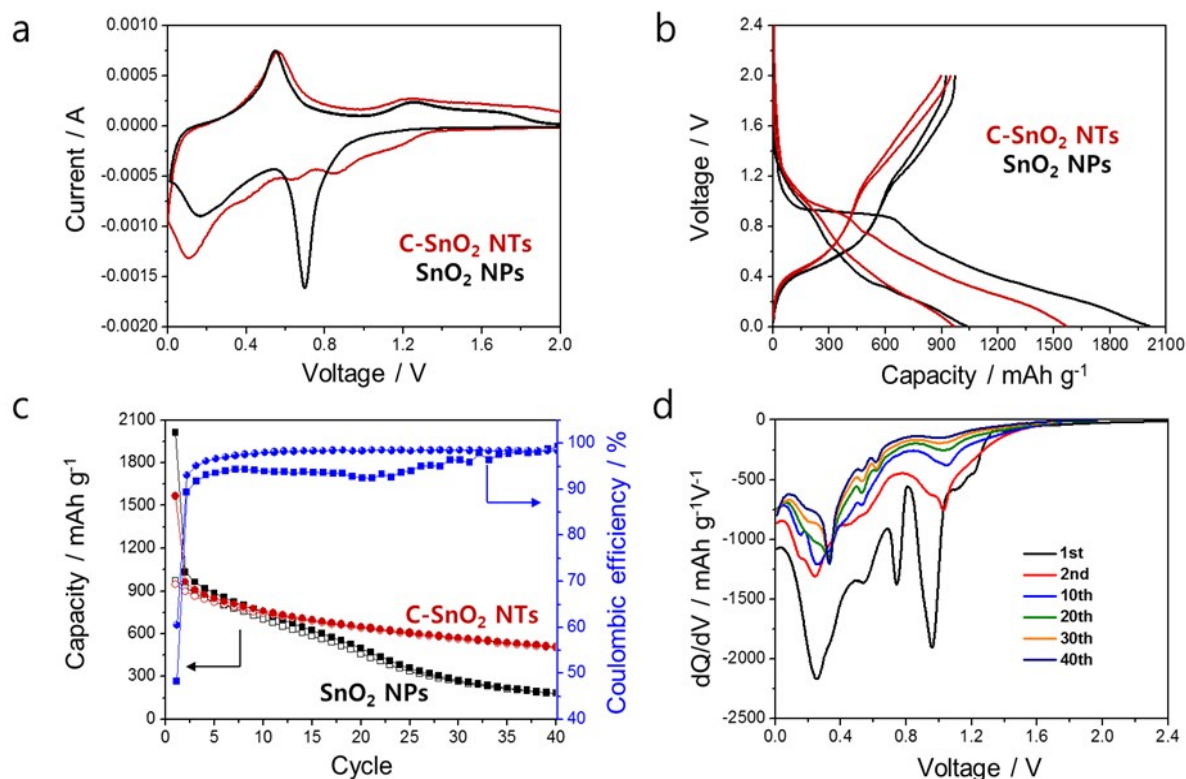 a
0.0010
0.0005
0.0000
-0.0005
-0.0010
-0.0015
-0.0020
Current / A
C-SnO₂ NTs
SnO₂ NPs
0.0 0.4 0.8 1.2 1.6 2.0
Voltage / V
b
2.4
2.0
1.6
1.2
0.8
0.4
0.0
Voltage / V
C-SnO₂ NTs
SnO₂ NPs
0 300 600 900 1200 1500 1800 2100
Capacity / mAh g⁻¹
c
2100
1800
1500
1200
900
600
300
0
Capacity / mAh g⁻¹
C-SnO₂ NTs
SnO₂ NPs
100
90
80
70
60
50
40
Coulombic efficiency / %
0 5 10 15 20 25 30 35 40
Cycle
d
0
-500
-1000
-1500
-2000
-2500
dQ/dV / mAh g⁻¹V⁻¹
1st
2nd
10th
20th
30th
40th
0.0 0.4 0.8 1.2 1.6 2.0 2.4
Voltage / V